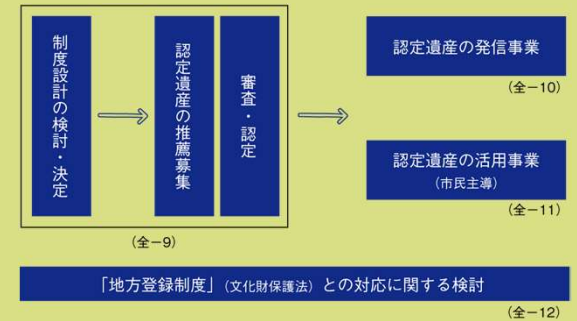 制度設計の検討・決定
認定遺産の推薦募集
審査・認定
(全−9)
認定遺産の発信事業
(全−10)
認定遺産の活用事業
(市民主導)
(全−11)
「地方登録制度」(文化財保護法)との対応に関する検討
(全−12)